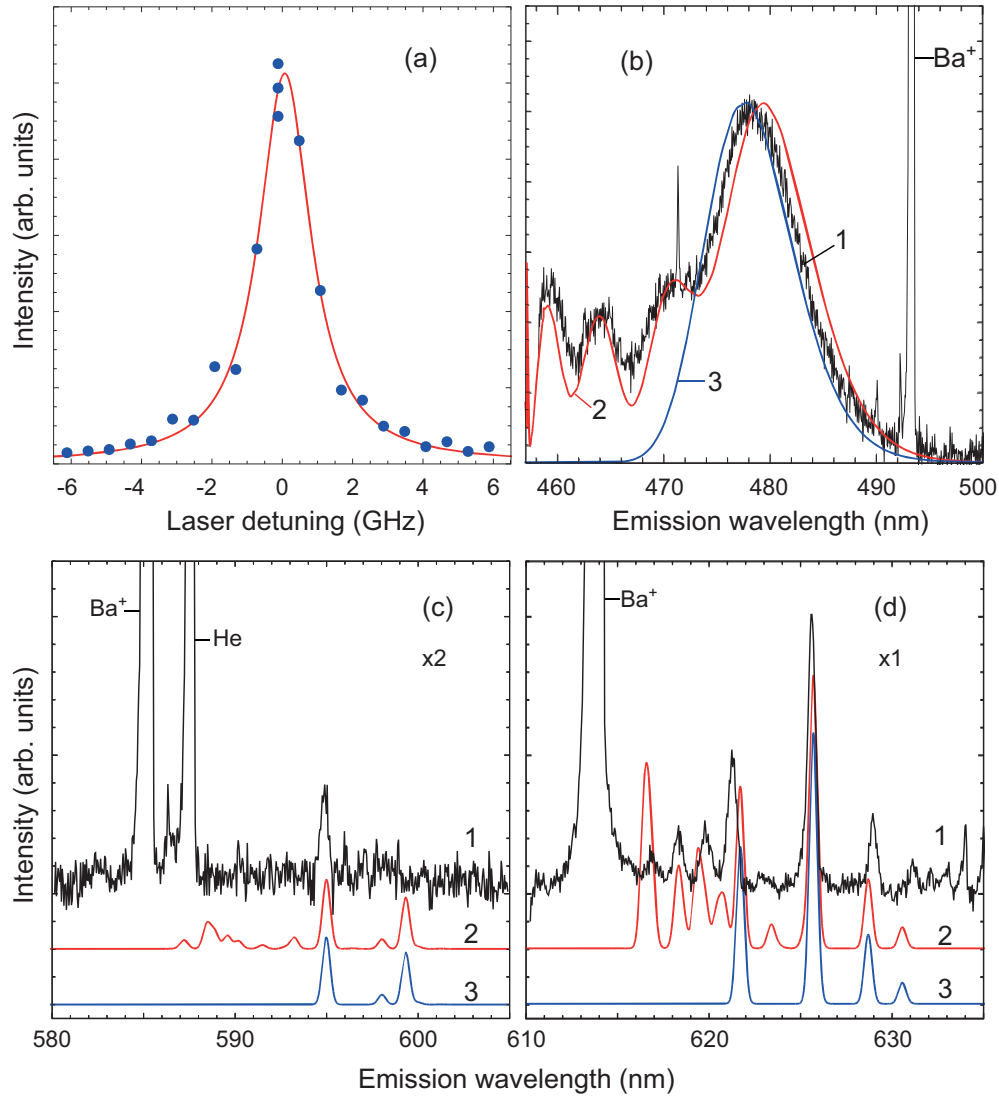 (a)
Intensity (arb. units)
-6 -4 -2 0 2 4 6
Laser detuning (GHz)
(b)
Ba+
1
2
3
460 470 480 490 500
Emission wavelength (nm)
(c)
Ba+
He
x2
Intensity (arb. units)
1
2
3
580 590 600
(d)
Ba+
x1
1
2
3
610 620 630
Emission wavelength (nm)